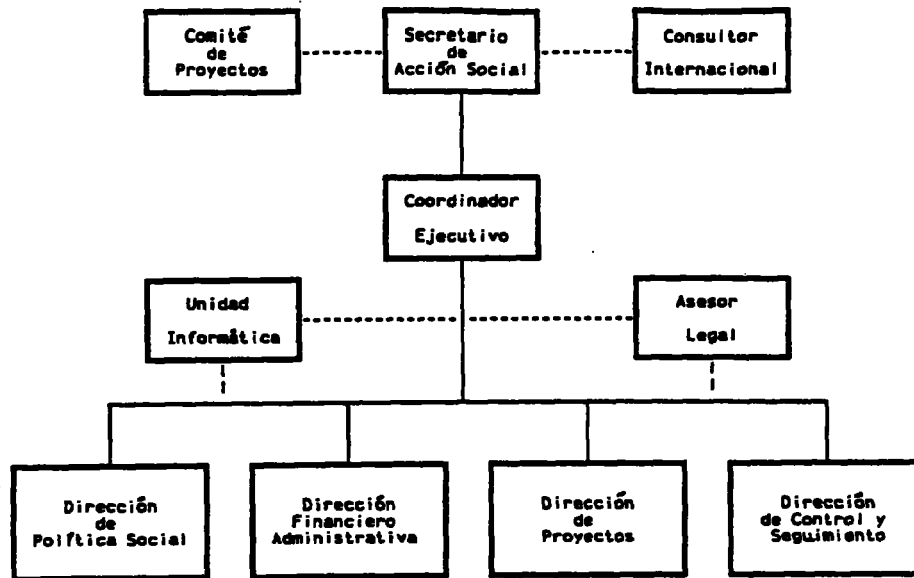 Comité
de
Proyectos
Secretario
de
Acción Social
Consultor
Internacional
Coordinador
Ejecutivo
Unidad
Informática
Asesor
Legal
Dirección
de
Política Social
Dirección
Financiero
Administrativa
Dirección
de
Proyectos
Dirección
de Control y
Seguimiento